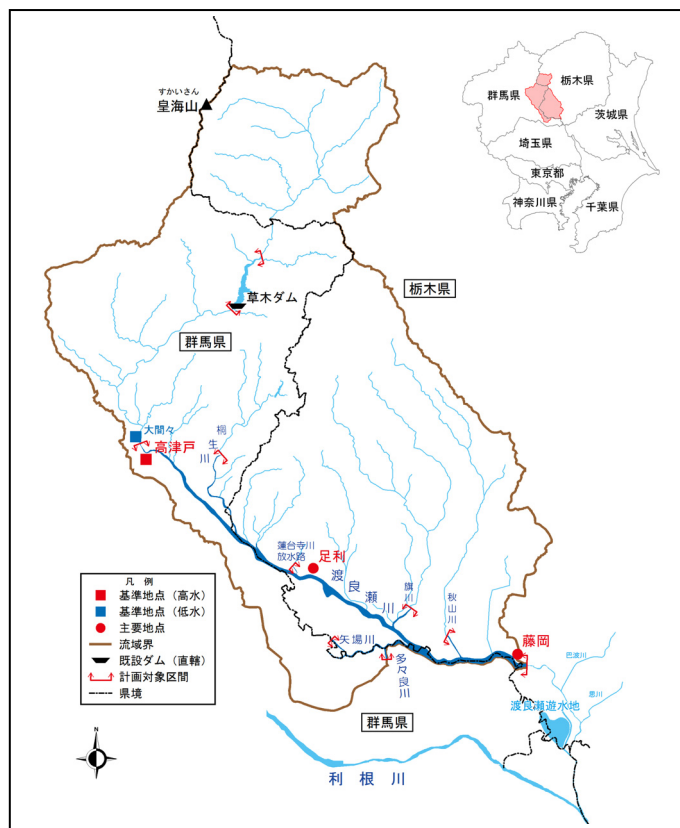 すかいさん
皇海山
群馬県
栃木県
茨城県
埼玉県
東京都
神奈川県
千葉県
草木ダム
栃木県
群馬県
大間々
高津戸
桐生川
蓮台寺川
放水路
足利
渡良瀬川
旗川
秋山川
矢場川
多々良川
藤岡
巴波川
思川
渡良瀬遊水地
群馬県
利根川
凡 例
基準地点（高水）
基準地点（低水）
主要地点
流域界
既設ダム（直轄）
計画対象区間
県境
N